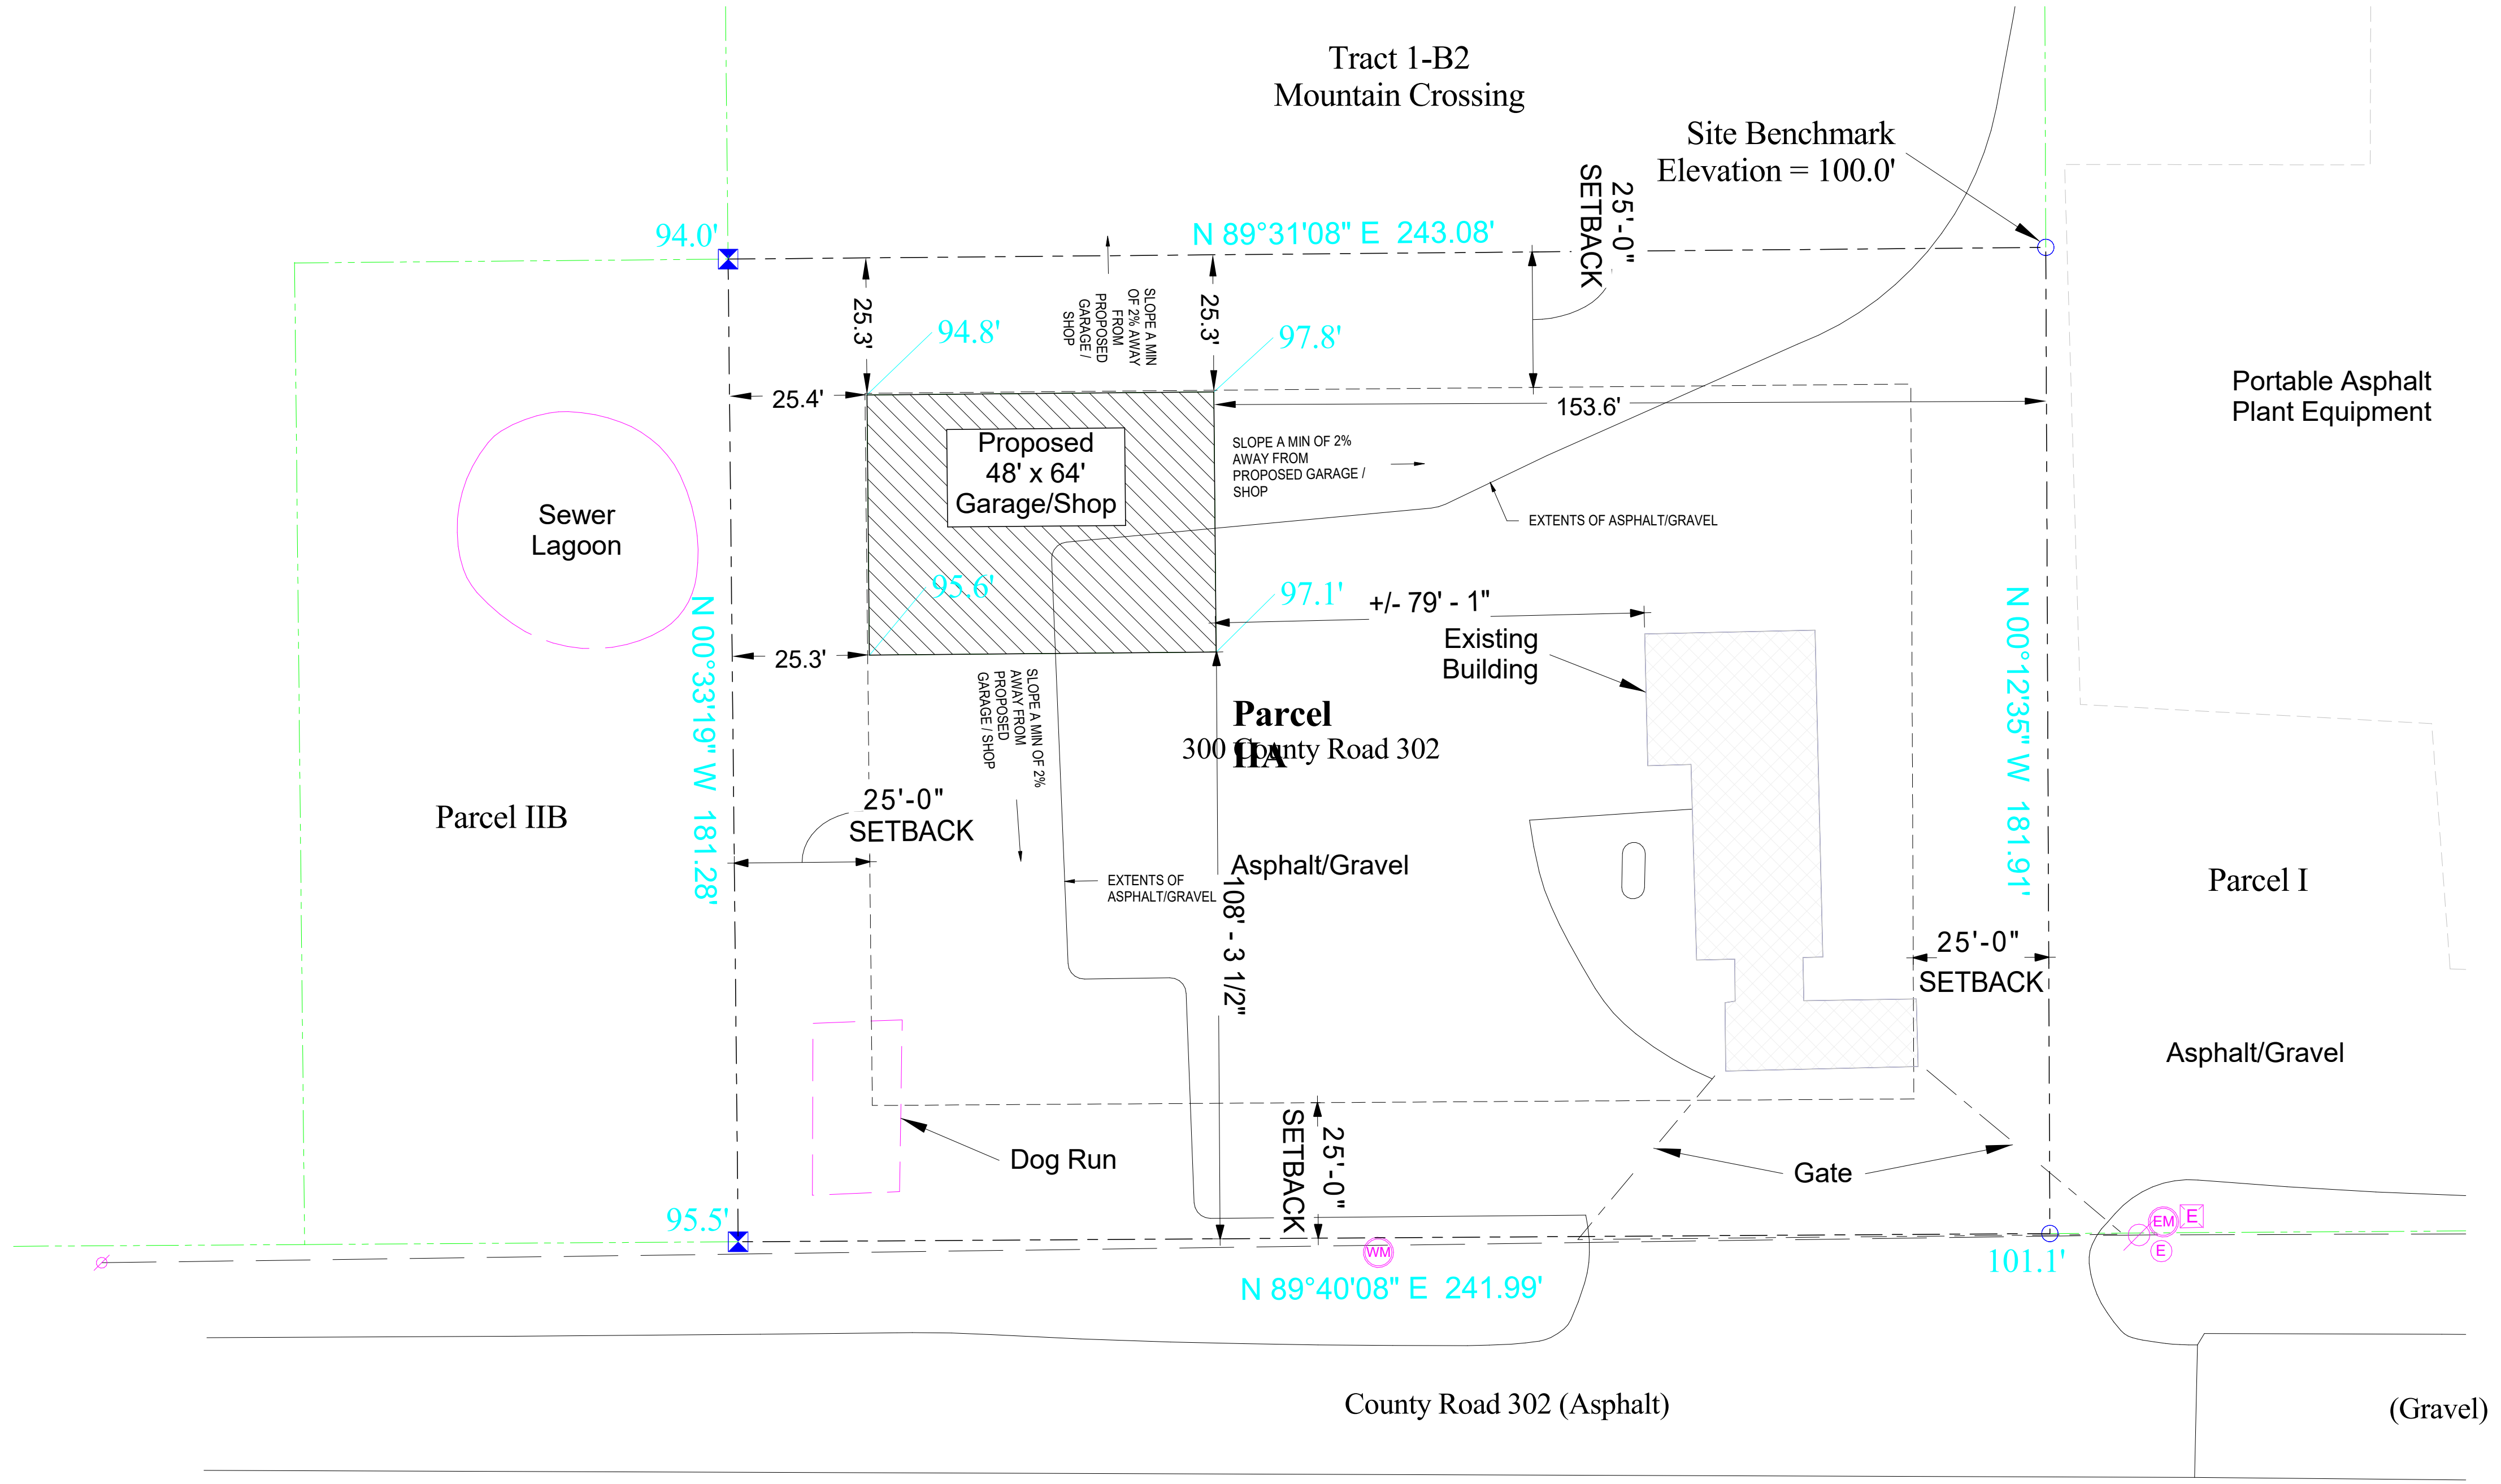 Tract 1-B2
Mountain Crossing
Site Benchmark
Elevation = 100.0'
25'-0"
SETBACK
94.0'
N 89°31'08" E 243.08'
25.3'
SLOPE A MIN
OF 2% AWAY
FROM
PROPOSED
GARAGE /
SHOP
25.3'
94.8'
97.8'
25.4'
153.6'
Portable Asphalt
Plant Equipment
Proposed
48' x 64'
Garage/Shop
SLOPE A MIN OF 2%
AWAY FROM
PROPOSED GARAGE /
SHOP
Sewer
Lagoon
EXTENTS OF ASPHALT/GRAVEL
95.6'
97.1'
+/- 79' - 1"
Existing
Building
25.3'
N 00°33'19" W 181.28'
N 00°12'35" W 181.91'
SLOPE A MIN OF 2%
AWAY FROM
PROPOSED
GARAGE / SHOP
Parcel
IIA
300 County Road 302
25'-0"
SETBACK
Parcel IIB
Asphalt/Gravel
EXTENTS OF
ASPHALT/GRAVEL
108' - 3 1/2"
Parcel I
25'-0"
SETBACK
Asphalt/Gravel
25'-0"
SETBACK
Dog Run
Gate
95.5'
WM
EM
E
E
101.1'
N 89°40'08" E 241.99'
County Road 302 (Asphalt)
(Gravel)